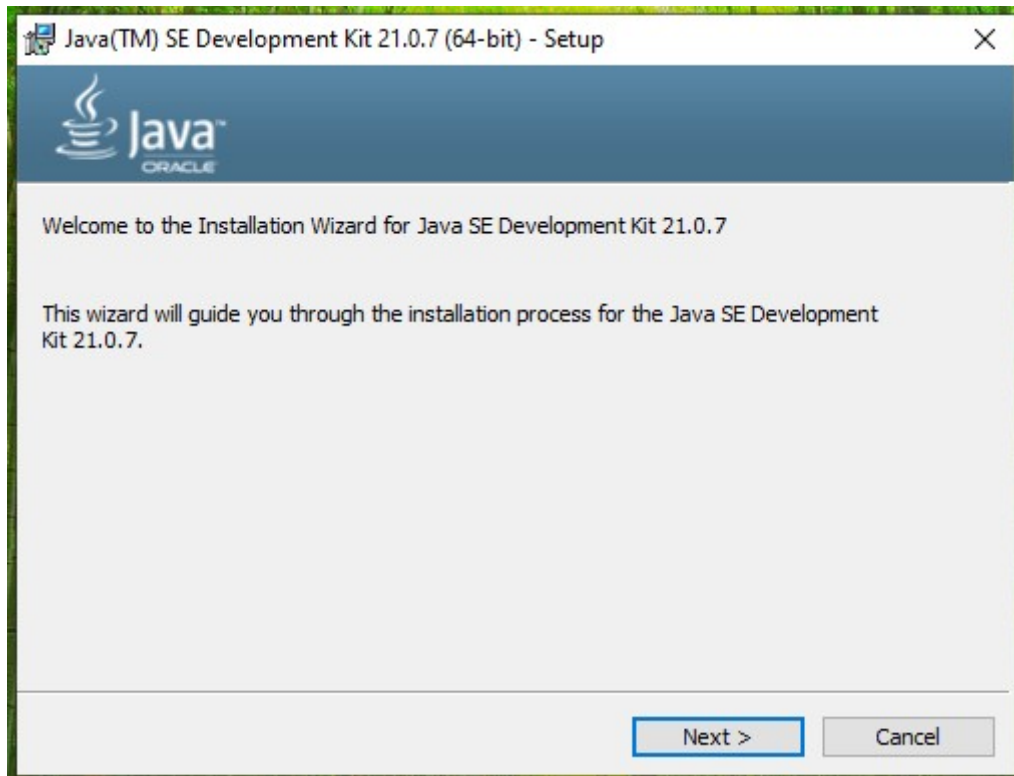 Java(TM) SE Development Kit 21.0.7 (64-bit) - Setup
Java™
ORACLE
Welcome to the Installation Wizard for Java SE Development Kit 21.0.7
This wizard will guide you through the installation process for the Java SE Development
Kit 21.0.7.
Next >
Cancel